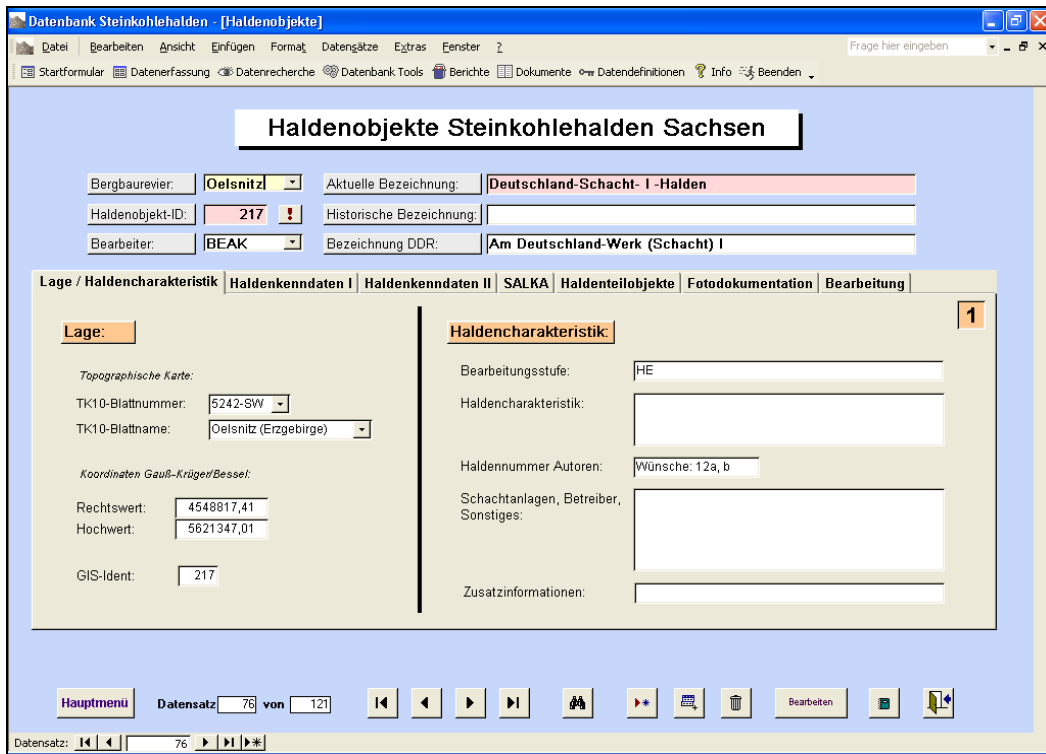 Datenbank Steinkohlehalden - [Haldenobjekte]
Datei Bearbeiten Ansicht Einfügen Format Datensätze Extras Fenster ? Frage hier eingeben
Startformular Datenerfassung Datenrecherche Datenbank Tools Berichte Dokumente Datendefinitionen Info Beenden
Haldenobjekte Steinkohlehalden Sachsen
Bergbaurevier: Oelsnitz Aktuelle Bezeichnung: Deutschland-Schacht- I -Halden
Haldenobjekt-ID: 217 ! Historische Bezeichnung:
Bearbeiter: BEAK Bezeichnung DDR: Am Deutschland-Werk (Schacht) I
Lage / Haldencharakteristik Haldenkenndaten I Haldenkenndaten II SALKA Haldenteilobjekte Fotodokumentation Bearbeitung
1
Lage: Haldencharakteristik:
Topographische Karte: Bearbeitungsstufe: HE
TK10-Blattnummer: 5242-SW Haldencharakteristik:
TK10-Blattname: Oelsnitz (Erzgebirge)
Koordinaten Gauß-Krüger/Bessel: Haldennummer Autoren: Wünsche: 12a, b
Rechtswert: 4548817,41 Schachtanlagen, Betreiber,
Sonstiges:
Hochwert: 5621347,01
GIS-Ident: 217
Zusatzinformationen:
Hauptmenü Datensatz 76 von 121 Bearbeiten
Datensatz: 76